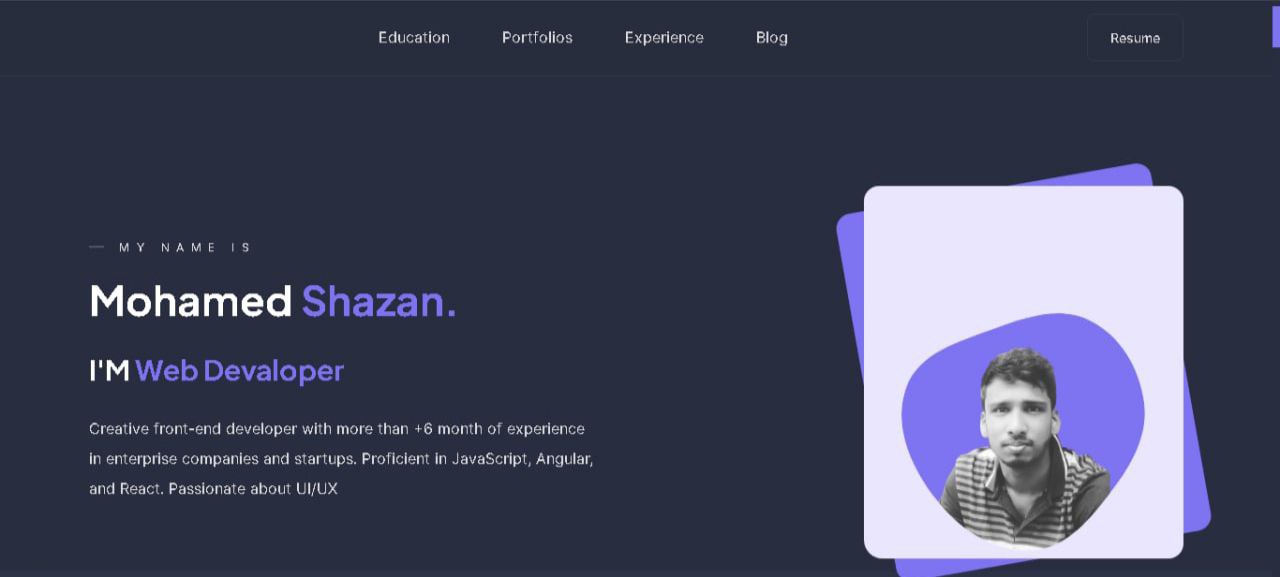 Education Portfolios Experience Blog Resume
MY NAME IS
Mohamed Shazan.
I'M Web Devaloper
Creative front-end developer with more than +6 month of experience
in enterprise companies and startups. Proficient in JavaScript, Angular,
and React. Passionate about UI/UX